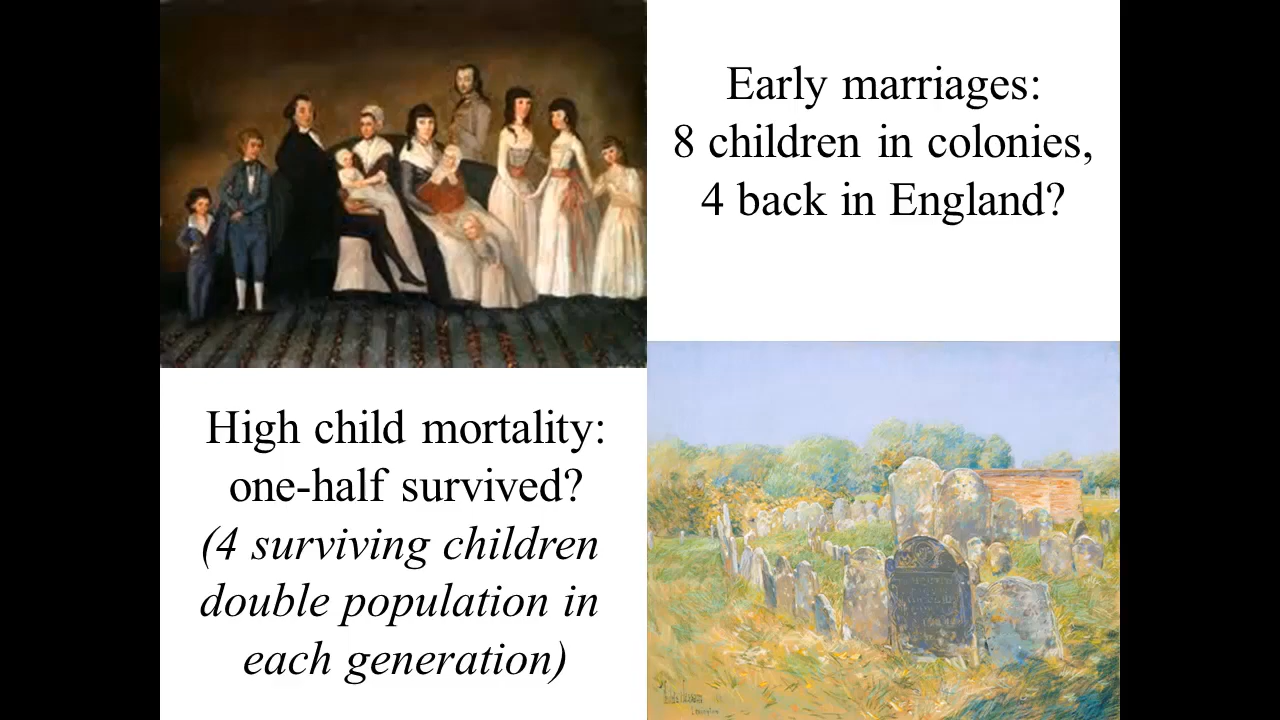 Early marriages:
8 children in colonies,
4 back in England?
High child mortality:
one-half survived?
(4 surviving children
double population in
each generation)